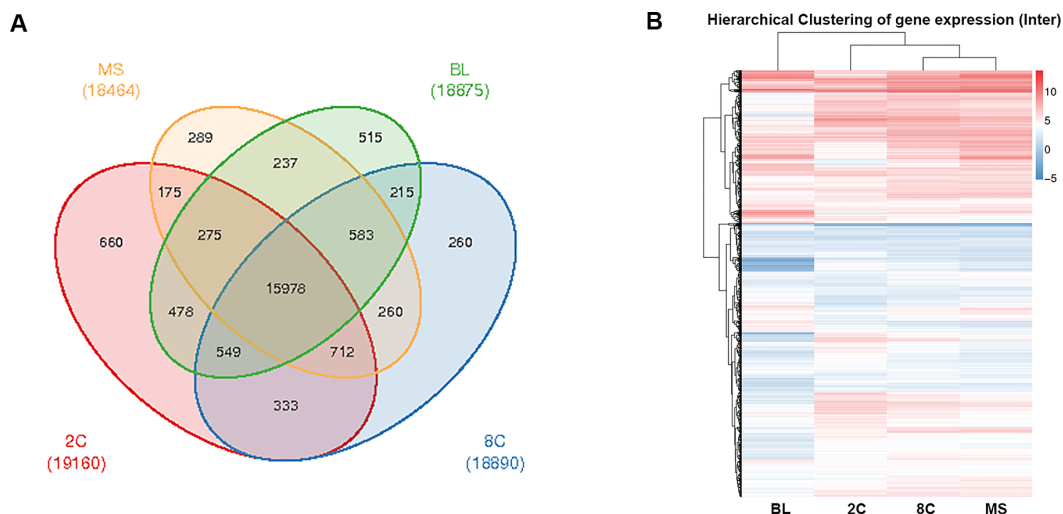 A
MS
(18464)
BL
(18875)
289
515
237
175
215
660
275
583
260
15978
478
260
549
712
333
2C
(19160)
8C
(18890)
B
Hierarchical Clustering of gene expression (Inter)
10
5
0
−5
BL
2C
8C
MS